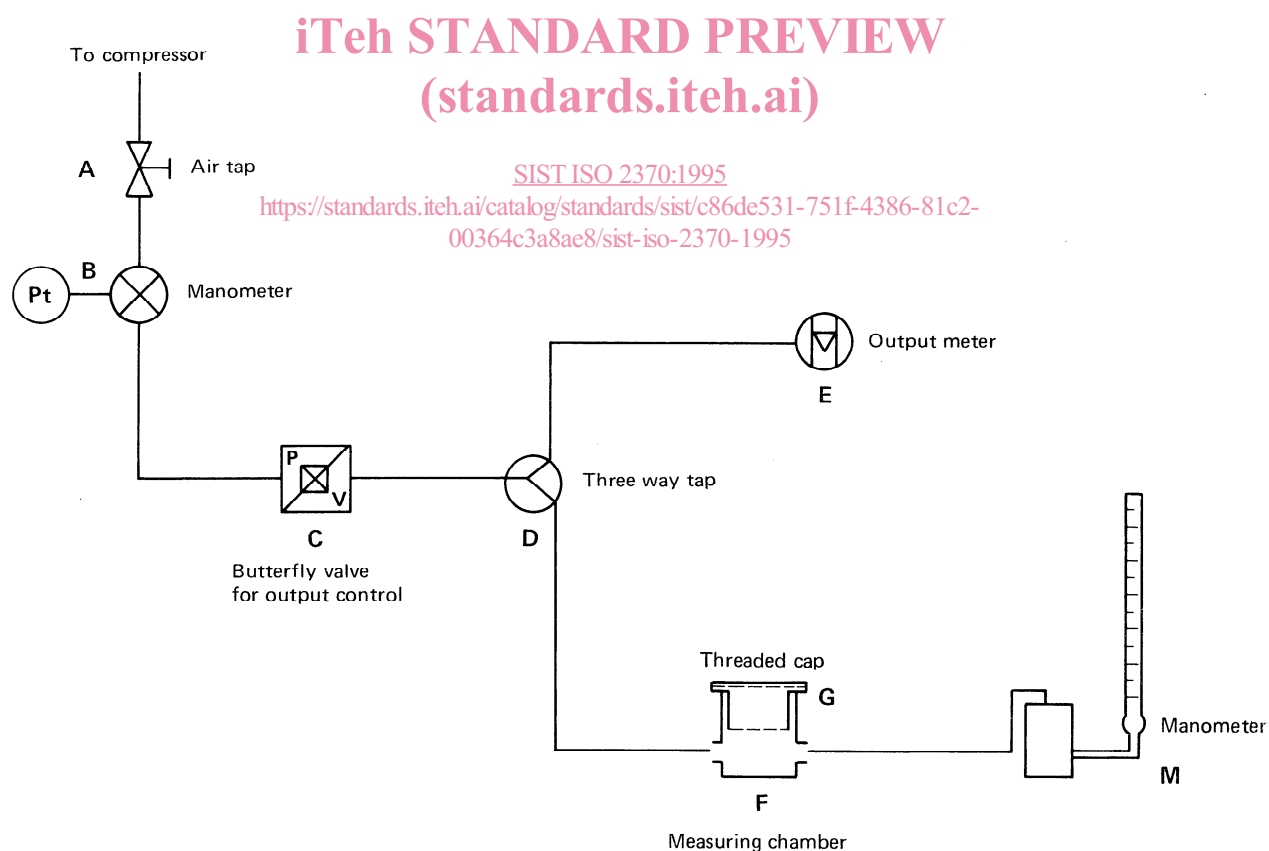 iTeh STANDARD PREVIEW
(standards.iteh.ai)
To compressor
A
Air tap
SIST ISO 2370:1995
https://standards.iteh.ai/catalog/standards/sist/c86de531-751f-4386-81c2-
00364c3a8ae8/sist-iso-2370-1995
B
Pt
Manometer
Output meter
E
P
V
C
Butterfly valve
for output control
Three way tap
D
Threaded cap
G
Manometer
M
F
Measuring chamber